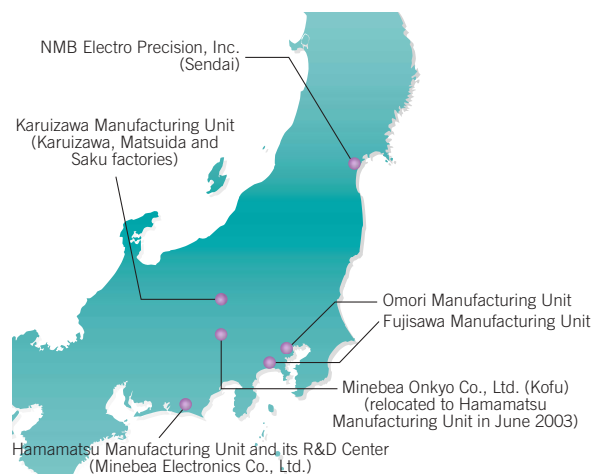 NMB Electro Precision, Inc.
(Sendai)
Karuizawa Manufacturing Unit
(Karuizawa, Matsuida and
Saku factories)
Omori Manufacturing Unit
Fujisawa Manufacturing Unit
Minebea Onkyo Co., Ltd. (Kofu)
(relocated to Hamamatsu
Manufacturing Unit in June 2003)
Hamamatsu Manufacturing Unit and its R&D Center
(Minebea Electronics Co., Ltd.)